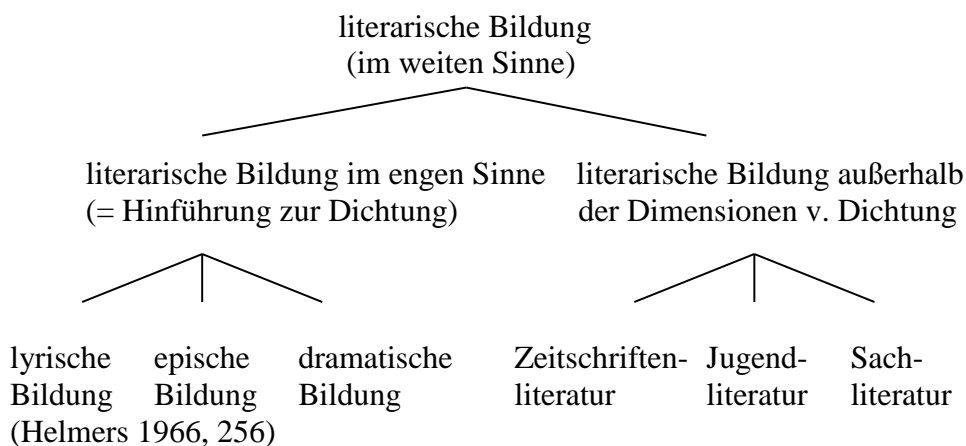 literarische Bildung
(im weiten Sinne)
literarische Bildung im engen Sinne
(= Hinführung zur Dichtung)
literarische Bildung außerhalb
der Dimensionen v. Dichtung
lyrische
Bildung
epische
Bildung
dramatische
Bildung
Zeitschriften-
literatur
Jugend-
literatur
Sach-
literatur
(Helmers 1966, 256)